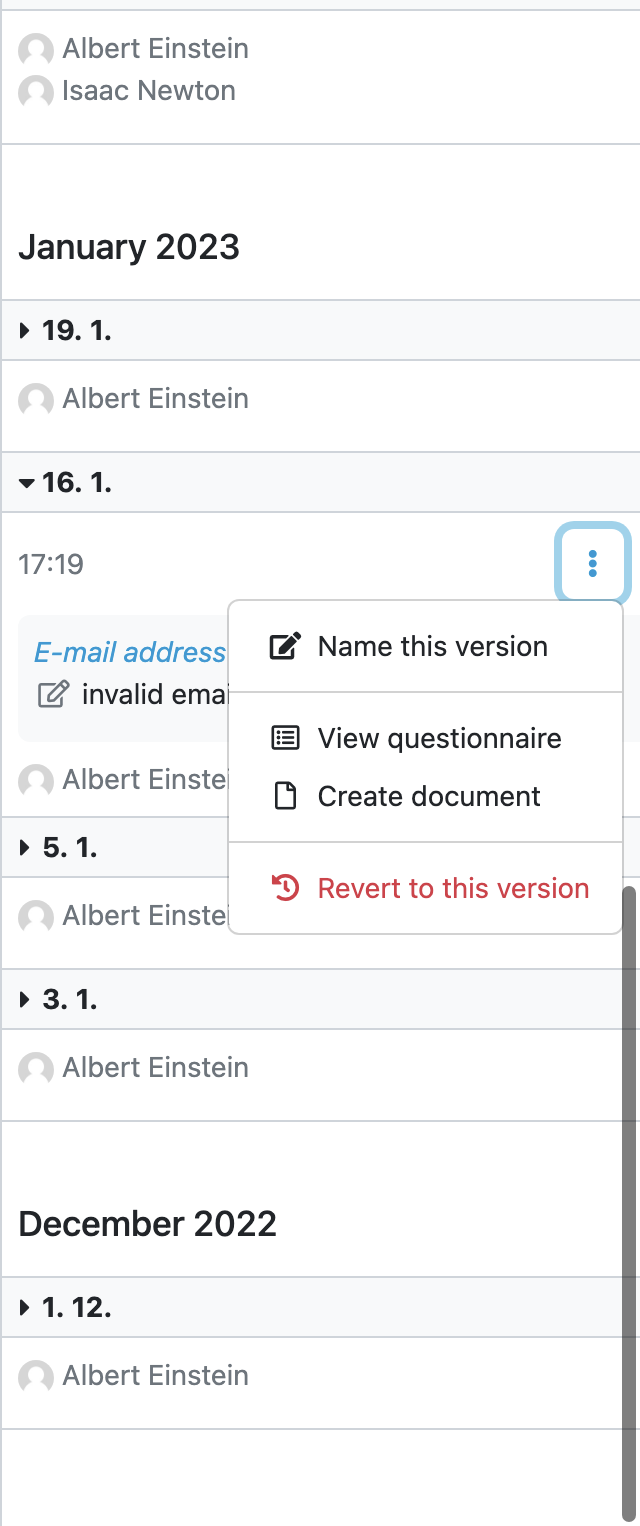 Albert Einstein
Isaac Newton
January 2023
19. 1.
Albert Einstein
16. 1.
17:19
E-mail address
Name this version
invalid emai
View questionnaire
Albert Einstei
Create document
5. 1.
Revert to this version
Albert Einstei
3. 1.
Albert Einstein
December 2022
1. 12.
Albert Einstein